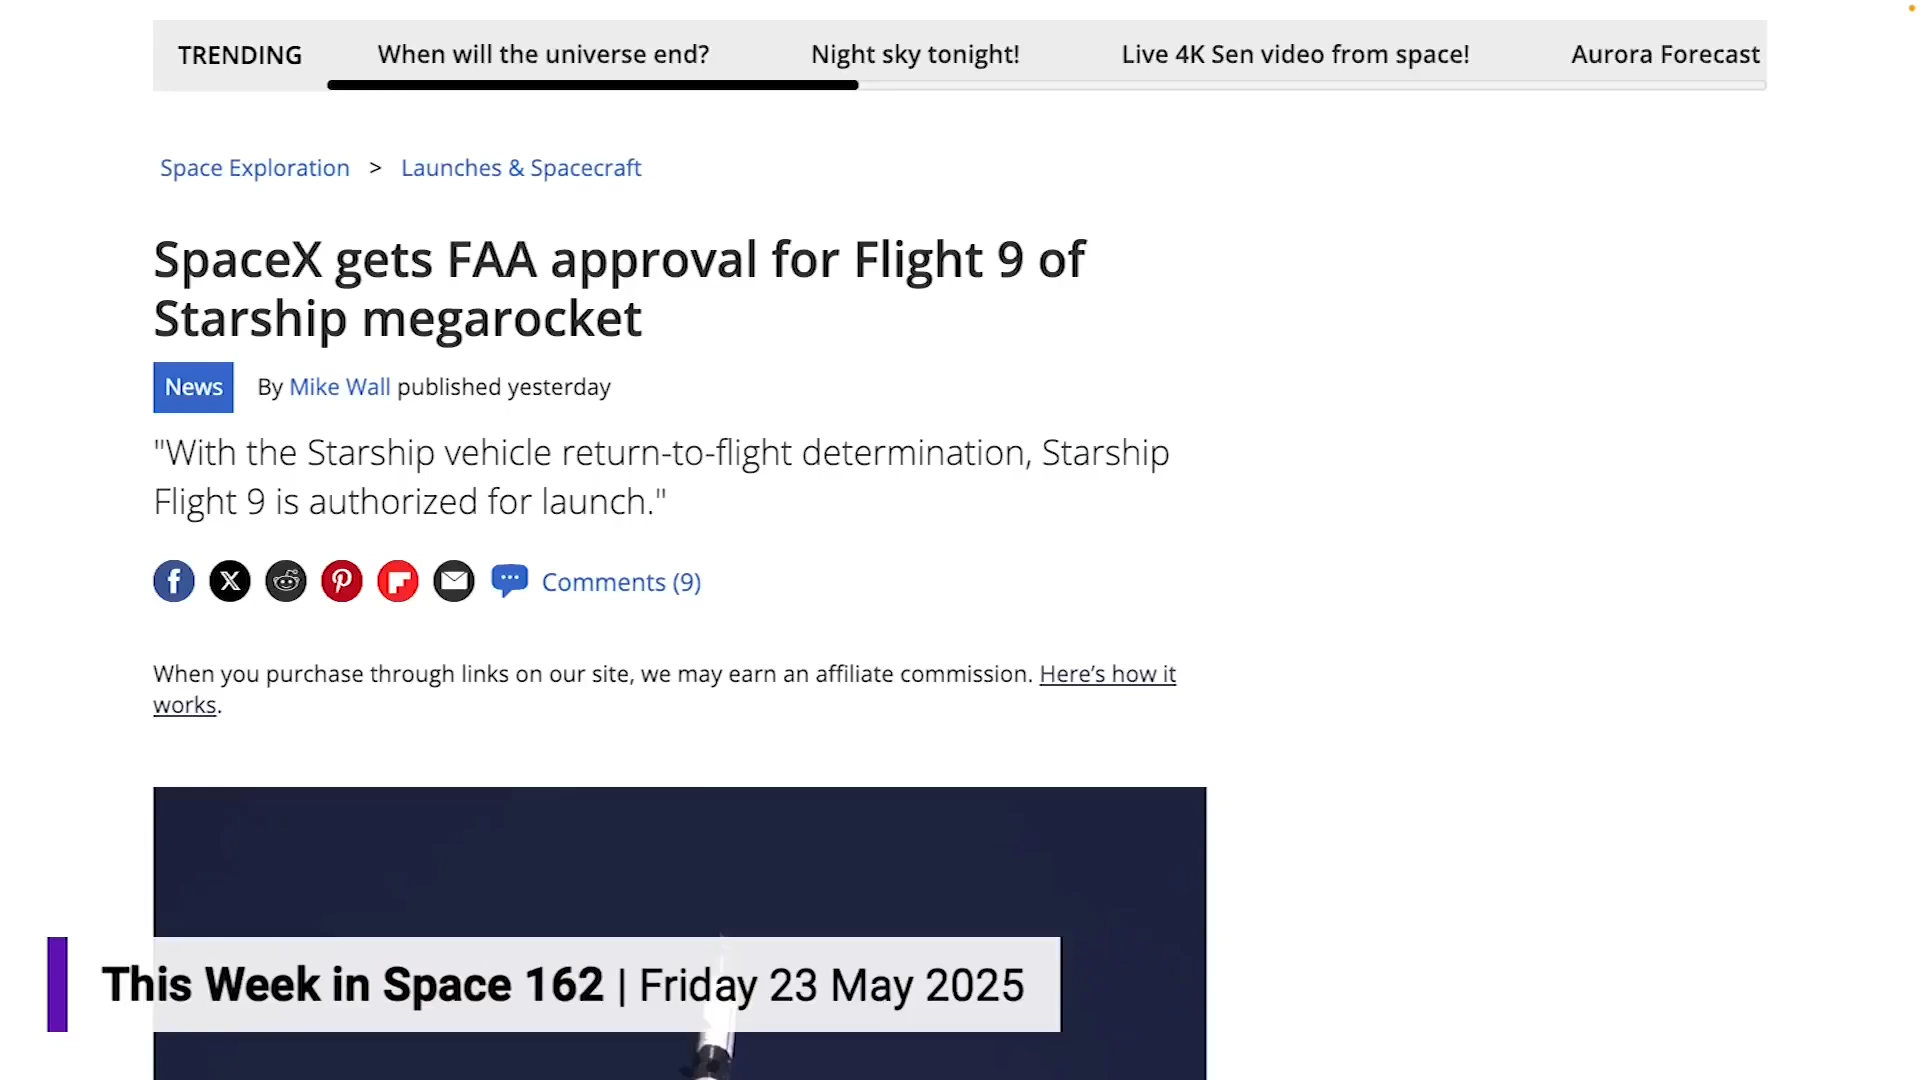 TRENDING When will the universe end? Night sky tonight! Live 4K Sen video from space! Aurora Forecast
Space Exploration > Launches & Spacecraft
SpaceX gets FAA approval for Flight 9 of
Starship megarocket
News By Mike Wall published yesterday
"With the Starship vehicle return-to-flight determination, Starship
Flight 9 is authorized for launch."
Comments (9)
When you purchase through links on our site, we may earn an affiliate commission. Here’s how it
works.
This Week in Space 162 | Friday 23 May 2025